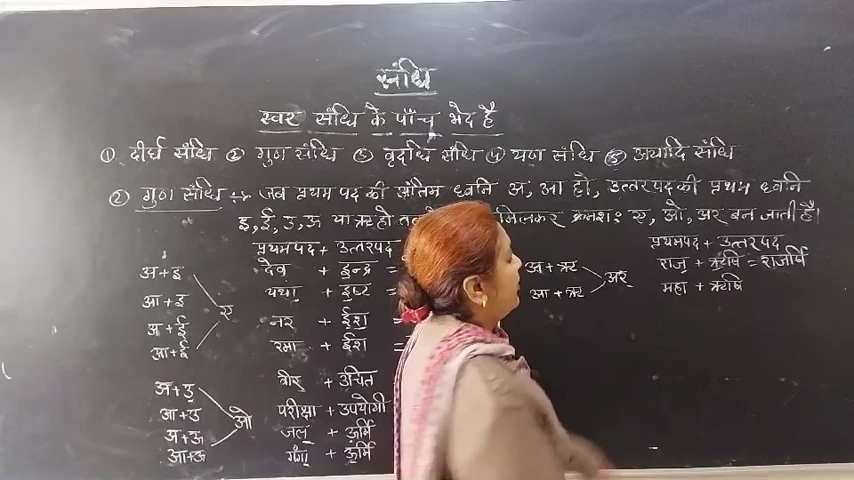 संधि
स्वर संधि के पाँच भेद है
① दीर्घ संधि ② गुण संधि ③ वृदधि संधि ④ यण संधि ⑤ अयादि संधि
② गुण संधि :- जब प्रथम पद की अंतिम ध्वनि अ, आ हो, उत्तरपद की प्रथम ध्वनि
इ, ई, उ, ऊ या ऋ हो मिलकर क्रमशः ए, ओ, अर बन जाती है।
प्रथमपद + उत्तरपद
देव + इन्द्र =
यथा + इष्ट =
नर + ईश =
रमा + ईश =
वीर + उचित
परीक्षा + उपयोगी
जल + ऊर्मि
गंगा + ऊर्मि
अ+इ
आ+इ
अ+ई
आ+ई
ए
अ+उ
आ+उ
अ+ऊ
आ+ऊ
ओ
अ+ऋ
आ+ऋ
अर
प्रथमपद + उत्तरपद
राज + ऋषि = राजर्षि
महा + ऋषि